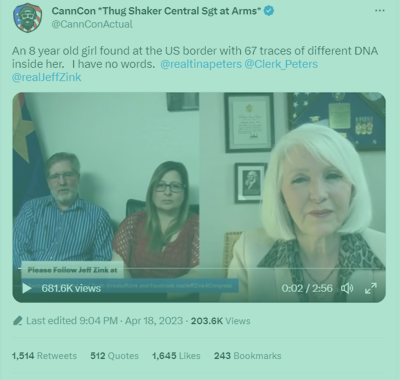 CannCon "Thug Shaker Central Sgt at Arms"
@CannConActual
An 8 year old girl found at the US border with 67 traces of different DNA
inside her. I have no words. @realtinapeters @Clerk_Peters
@realJeffZink
Please Follow Jeff Zink at
681.6K views
0:02 / 2:56
Last edited 9:04 PM · Apr 18, 2023 · 203.6K Views
1,514 Retweets 512 Quotes 1,645 Likes 243 Bookmarks